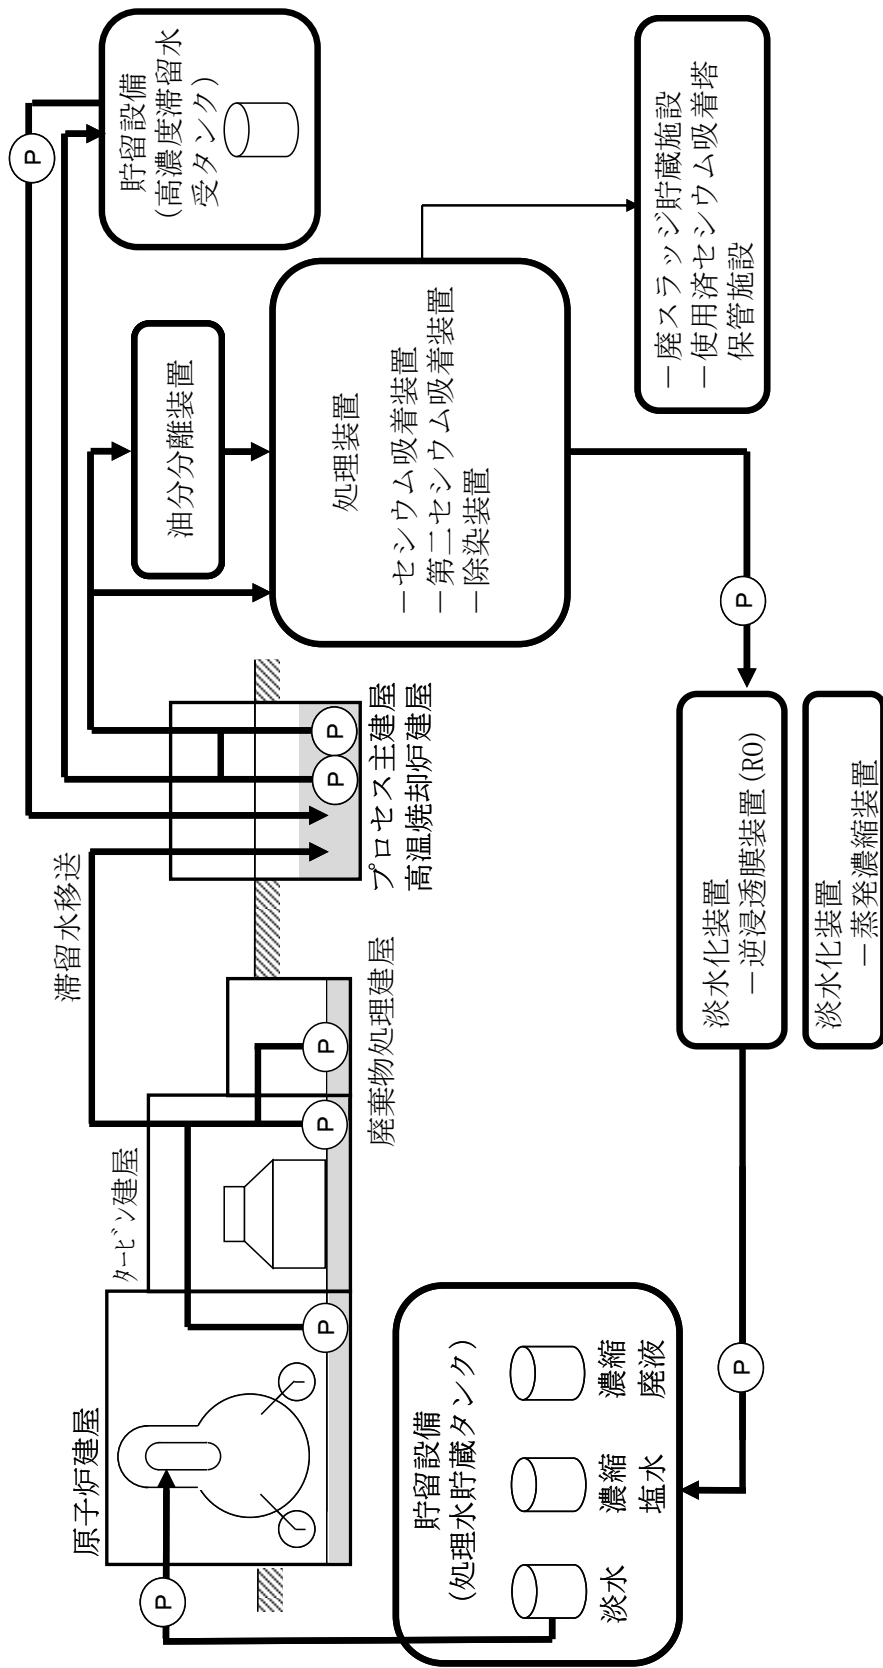 原子炉建屋
P
P
ﾀｰﾋﾞﾝ建屋
P
P
廃棄物処理建屋
滞留水移送
P
P
プロセス主建屋
高温焼却炉建屋
P
貯留設備
(高濃度滞留水
受タンク)
油分分離装置
処理装置
－セシウム吸着装置
－第二セシウム吸着装置
－除染装置
－廃スラッジ貯蔵施設
－使用済セシウム吸着塔
保管施設
P
淡水化装置
－逆浸透膜装置(RO)
淡水化装置
－蒸発濃縮装置
P
貯留設備
(処理水貯蔵タンク)
淡水
濃縮
塩水
濃縮
廃液